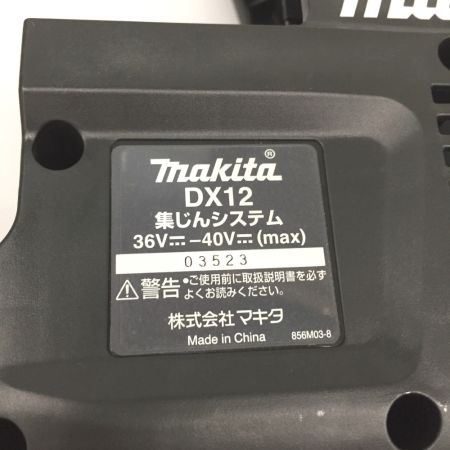 makita®
DX12
集じんシステム
36V⎓-40V⎓(max)
03523
⚠警告 •ご使用前に取扱説明書を必ず
よくお読みください。
株式会社マキタ
Made in China 856M03-8